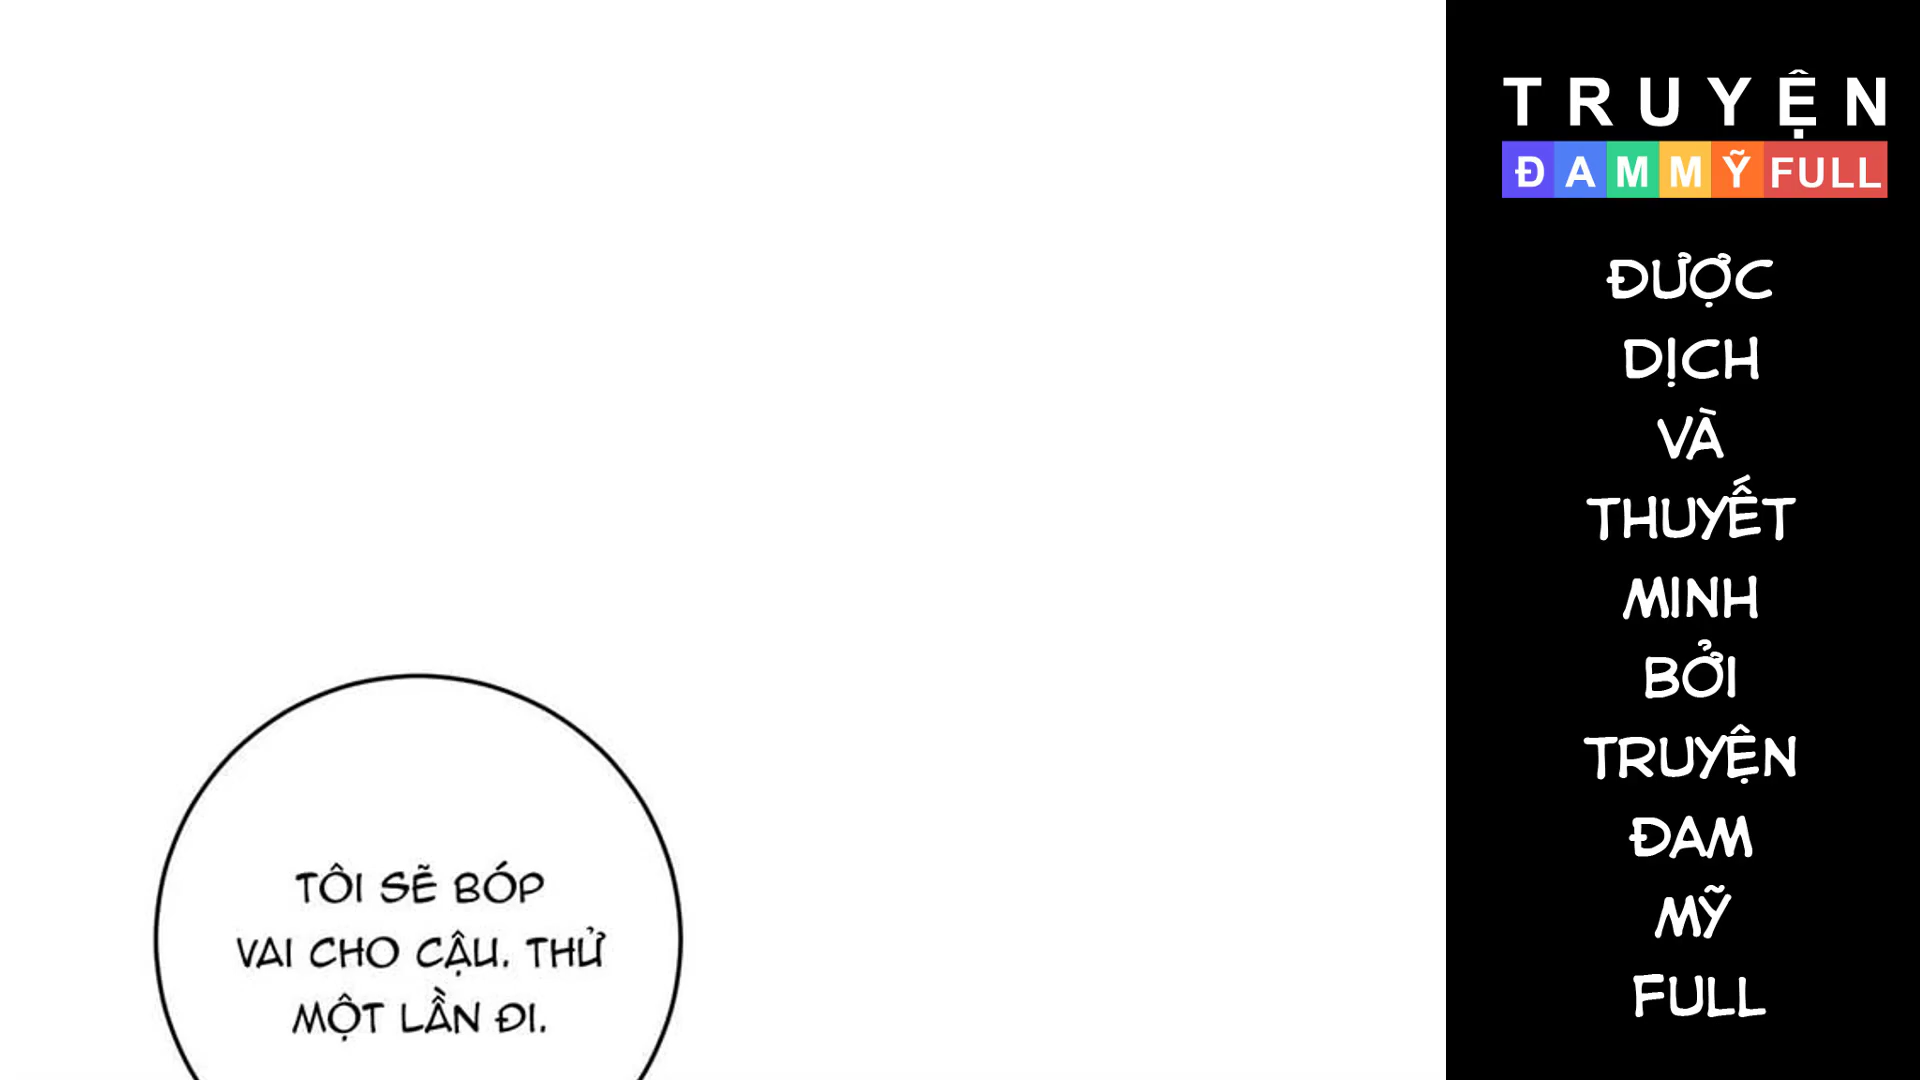 TÔI SẼ BÓP
VAI CHO CẬU. THỬ
MỘT LẦN ĐI.
TRUYỆN
ĐAMMỸFULL
ĐƯỢC
DỊCH
VÀ
THUYẾT
MINH
BỞI
TRUYỆN
ĐAM
MỸ
FULL